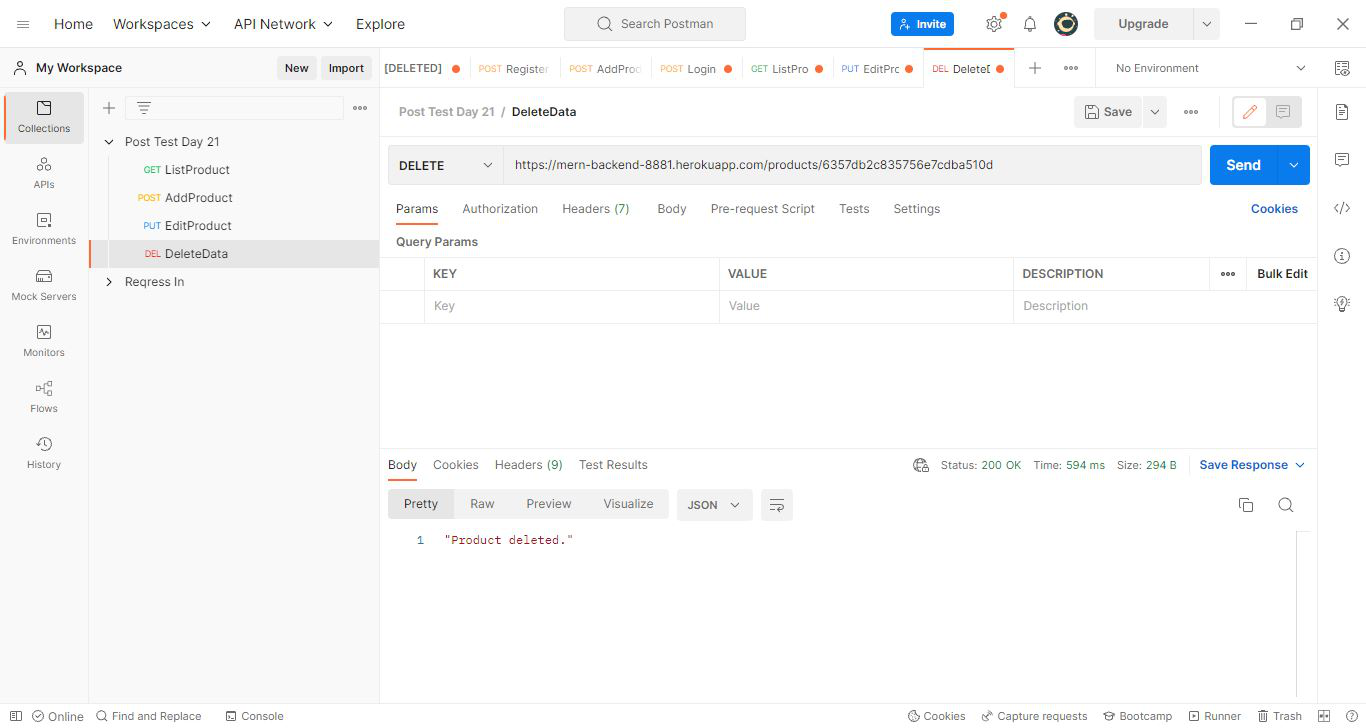 Home Workspaces API Network Explore Search Postman Invite Upgrade
My Workspace New Import [DELETED] POST Register POST AddProd POST Login GET ListPro PUT EditPro DEL DeleteD No Environment
Collections
APIs
Environments
Mock Servers
Monitors
Flows
History
Post Test Day 21
GET ListProduct
POST AddProduct
PUT EditProduct
DEL DeleteData
Reqress In
Post Test Day 21 / DeleteData Save
DELETE https://mern-backend-8881.herokuapp.com/products/6357db2c835756e7cdba510d Send
Params Authorization Headers (7) Body Pre-request Script Tests Settings Cookies
Query Params
KEY VALUE DESCRIPTION Bulk Edit
Key Value Description
Body Cookies Headers (9) Test Results Status: 200 OK Time: 594 ms Size: 294 B Save Response
Pretty Raw Preview Visualize JSON
1 "Product deleted."
Online Find and Replace Console Cookies Capture requests Bootcamp Runner Trash